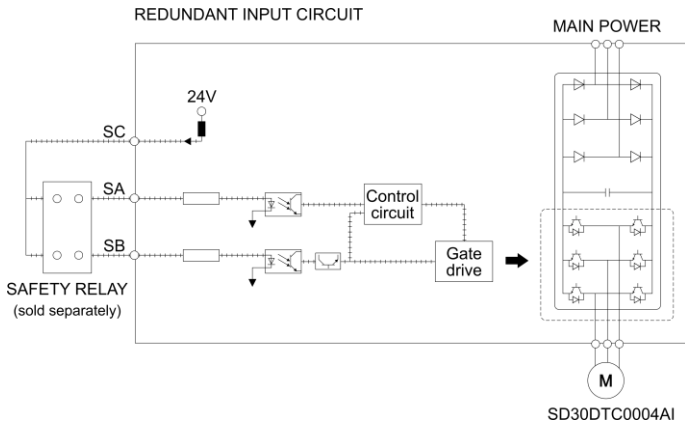 REDUNDANT INPUT CIRCUIT
MAIN POWER
24V
SC
SA
SB
Control
circuit
Gate
drive
SAFETY RELAY
(sold separately)
M
SD30DTC0004AI